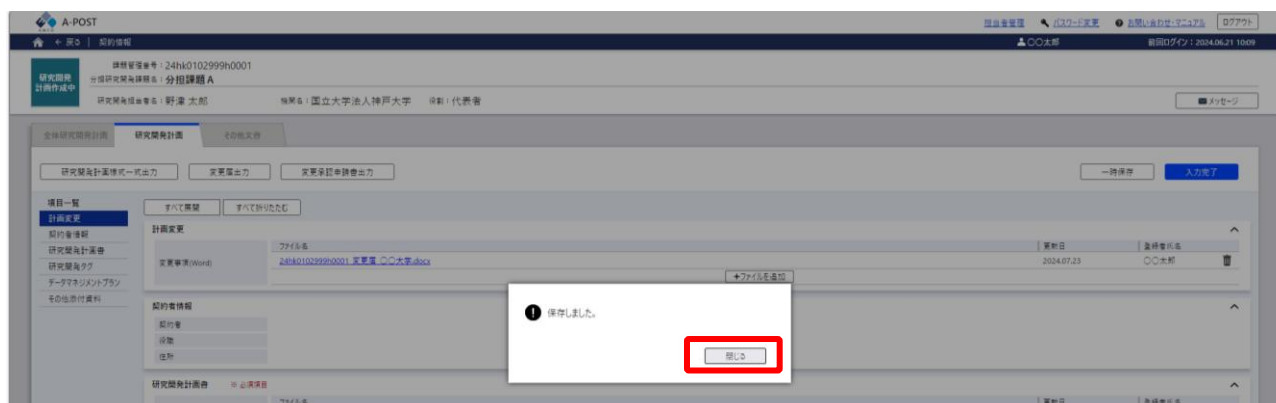 A-POST
担当者管理 パスワード変更 お問い合わせ・マニュアル ログアウト
← 戻る | 契約情報 〇〇太郎 前回ログイン：2024.06.21 10:09
研究開発
計画作成中
課題管理番号：24hk0102999h0001
分担研究開発課題名：分担課題 A
研究開発担当者名：野津 太郎 機関名：国立大学法人神戸大学 役割：代表者 メッセージ
全体研究開発計画 研究開発計画 その他文書
研究開発計画様式一式出力 変更届出力 変更承認申請書出力 一時保存 入力完了
項目一覧
計画変更
契約者情報
研究開発計画書
研究開発タグ
データマネジメントプラン
その他添付資料
すべて展開 すべて折りたたむ
計画変更
ファイル名 更新日 登録者氏名
変更事項(Word) 24hk0102999h0001_変更届_〇〇大学.docx 2024.07.23 〇〇太郎
+ファイルを追加
契約者情報
契約者
役職
住所
保存しました。
閉じる
研究開発計画書 ※ 必須項目
ファイル名 更新日 登録者氏名